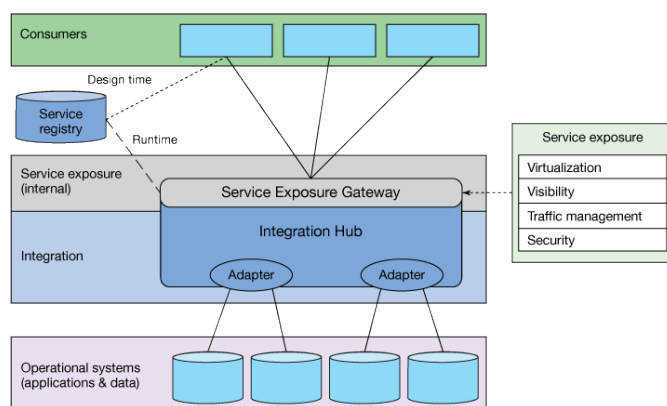 Consumers
Design time
Service
registry
Runtime
Service exposure
Virtualization
Visibility
Traffic management
Security
Service exposure
(internal)
Service Exposure Gateway
Integration Hub
Integration
Adapter
Adapter
Operational systems
(applications & data)